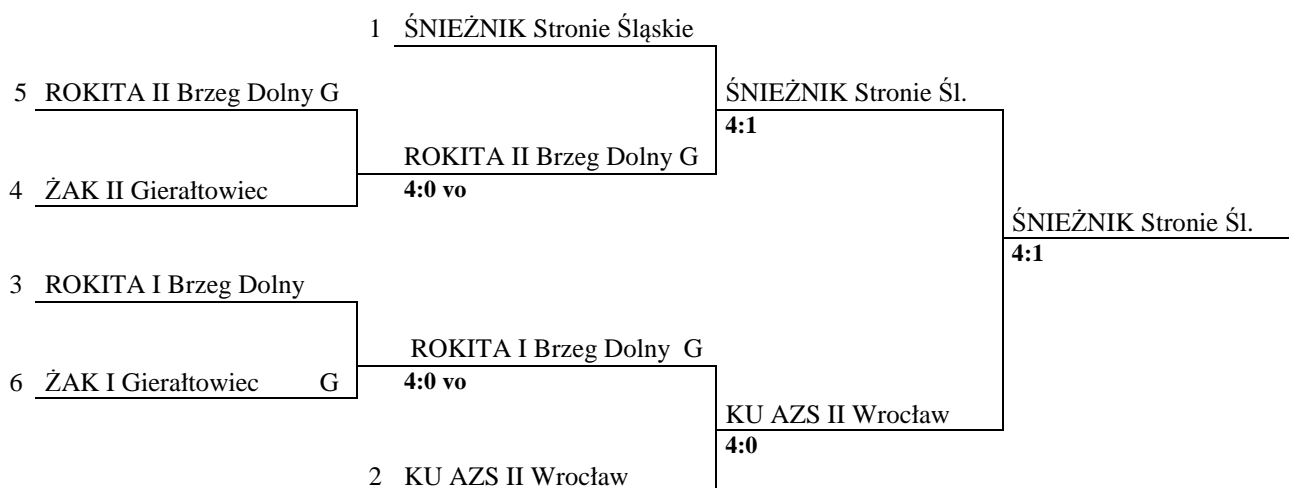 1 ŚNIEŻNIK Stronie Śląskie
5 ROKITA II Brzeg Dolny G
ŚNIEŻNIK Stronie Śl.
4:1
ROKITA II Brzeg Dolny G
4 ŻAK II Gierałtowiec
4:0 vo
ŚNIEŻNIK Stronie Śl.
4:1
3 ROKITA I Brzeg Dolny
ROKITA I Brzeg Dolny G
6 ŻAK I Gierałtowiec G
4:0 vo
KU AZS II Wrocław
4:0
2 KU AZS II Wrocław